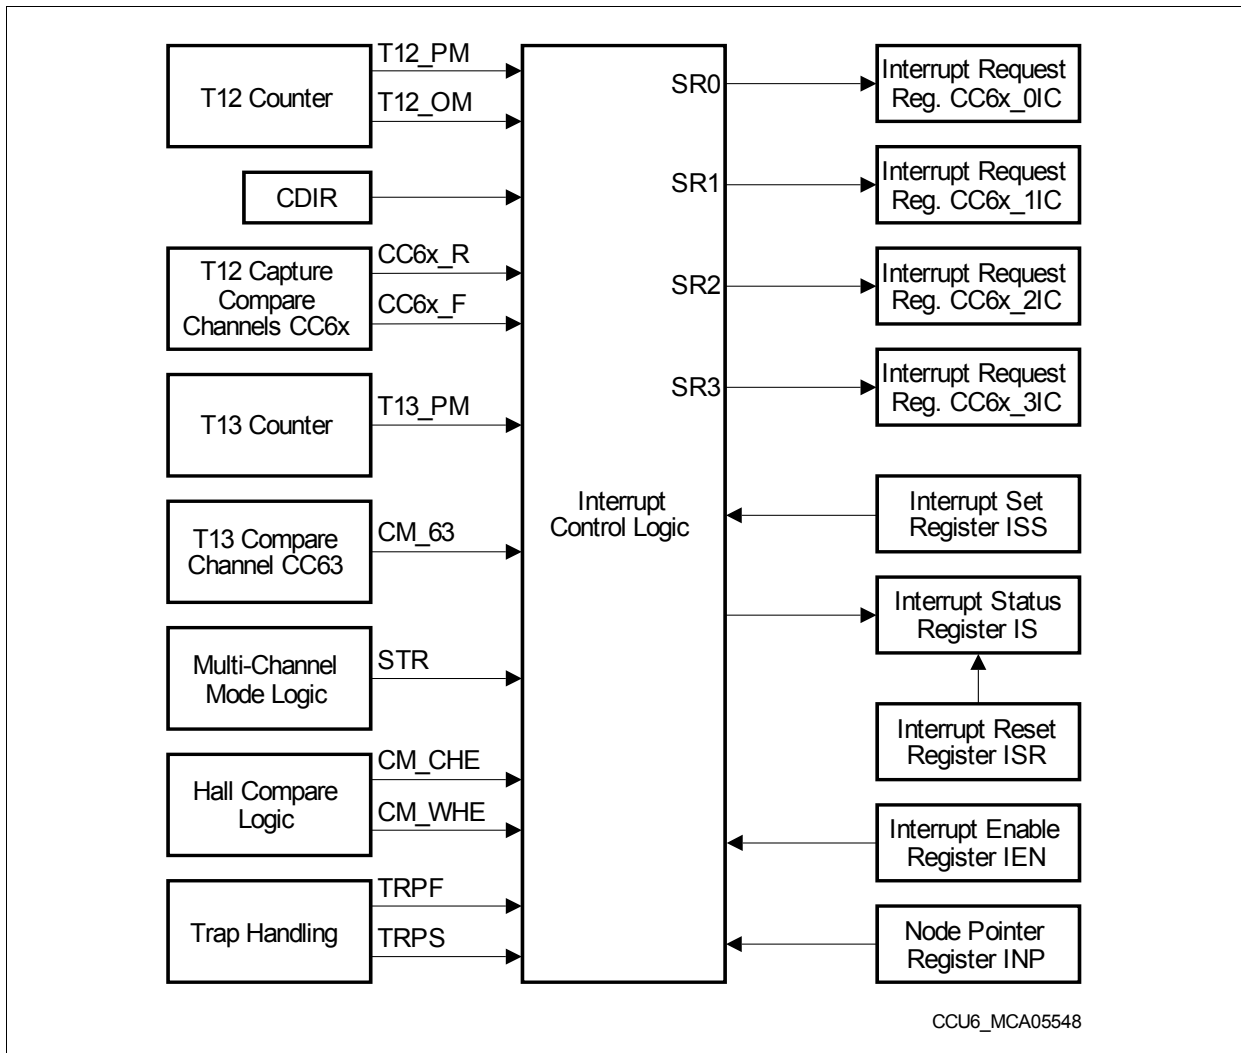 T12 Counter
T12_PM
T12_OM
CDIR
T12 Capture
Compare
Channels CC6x
CC6x_R
CC6x_F
T13 Counter
T13_PM
T13 Compare
Channel CC63
CM_63
Multi-Channel
Mode Logic
STR
Hall Compare
Logic
CM_CHE
CM_WHE
Trap Handling
TRPF
TRPS
Interrupt
Control Logic
SR0
SR1
SR2
SR3
Interrupt Request
Reg. CC6x_0IC
Interrupt Request
Reg. CC6x_1IC
Interrupt Request
Reg. CC6x_2IC
Interrupt Request
Reg. CC6x_3IC
Interrupt Set
Register ISS
Interrupt Status
Register IS
Interrupt Reset
Register ISR
Interrupt Enable
Register IEN
Node Pointer
Register INP
CCU6_MCA05548